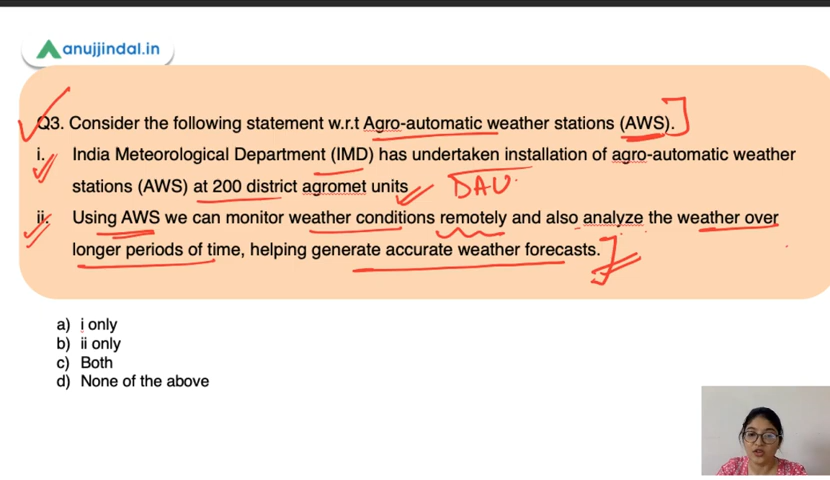 anujjindal.in
Q3. Consider the following statement w.r.t Agro-automatic weather stations (AWS).
i. India Meteorological Department (IMD) has undertaken installation of agro-automatic weather
stations (AWS) at 200 district agromet units DAU.
ii. Using AWS we can monitor weather conditions remotely and also analyze the weather over
longer periods of time, helping generate accurate weather forecasts.
a) i only
b) ii only
c) Both
d) None of the above